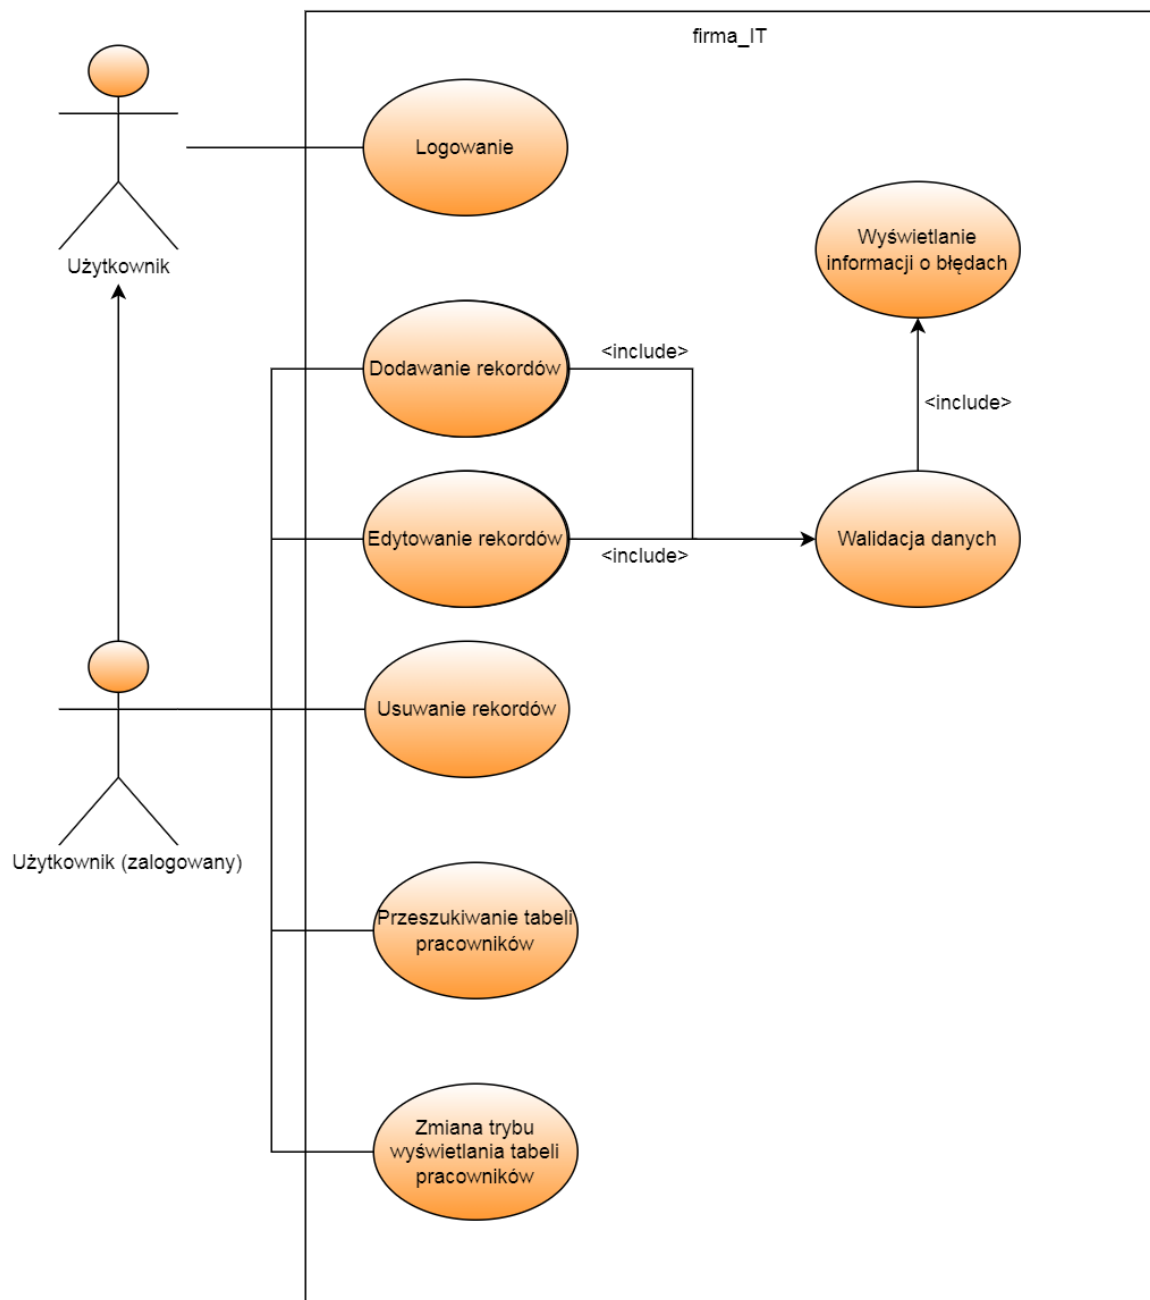 firma_IT
Logowanie
Wyświetlanie
informacji o błędach
Użytkownik
Dodawanie rekordów
<include>
<include>
Edytowanie rekordów
<include>
Walidacja danych
Usuwanie rekordów
Użytkownik (zalogowany)
Przeszukiwanie tabeli
pracowników
Zmiana trybu
wyświetlania tabeli
pracowników